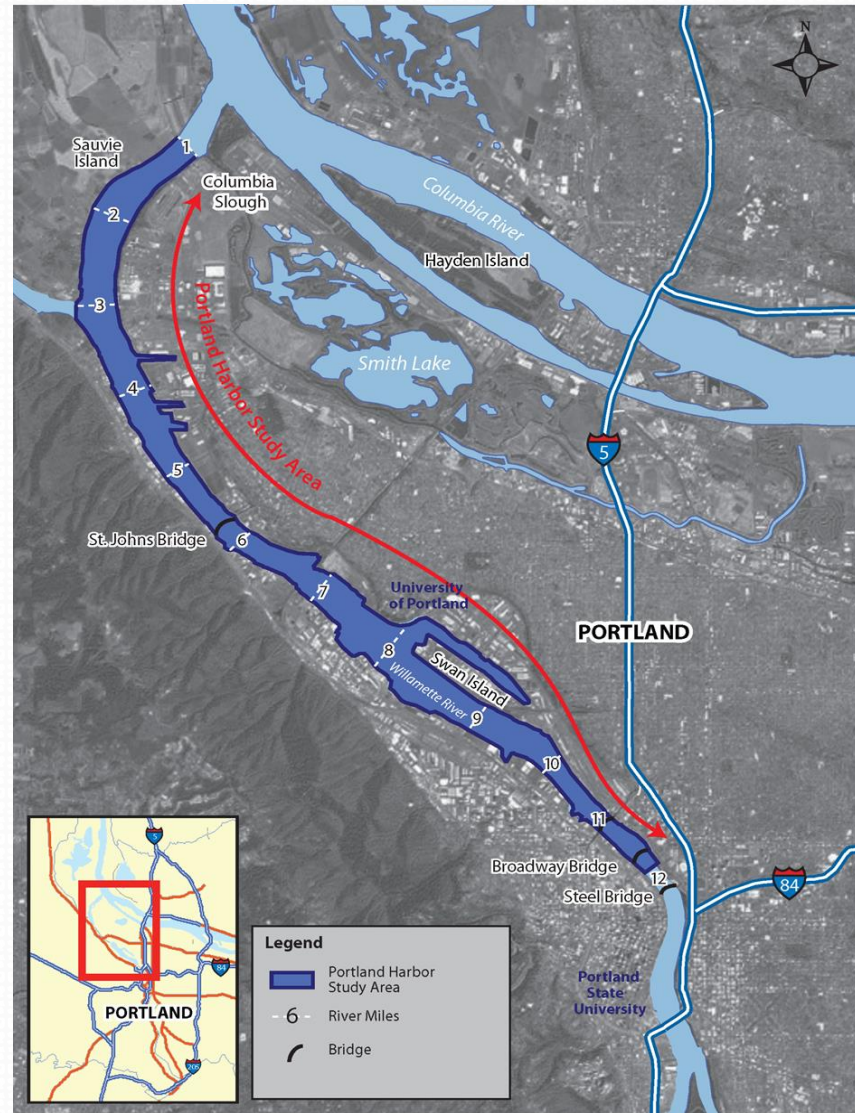 N
Sauvie
Island
1
Columbia
Slough
2
Columbia River
Hayden Island
3
Portland Harbor Study Area
Smith Lake
4
5
5
St. Johns Bridge
6
7
University
of Portland
PORTLAND
8
Swan Island
Willamette River
9
10
11
Broadway Bridge
12
Steel Bridge
84
Portland
State
University
5
84
PORTLAND
205
Legend
Portland Harbor
Study Area
6
River Miles
Bridge